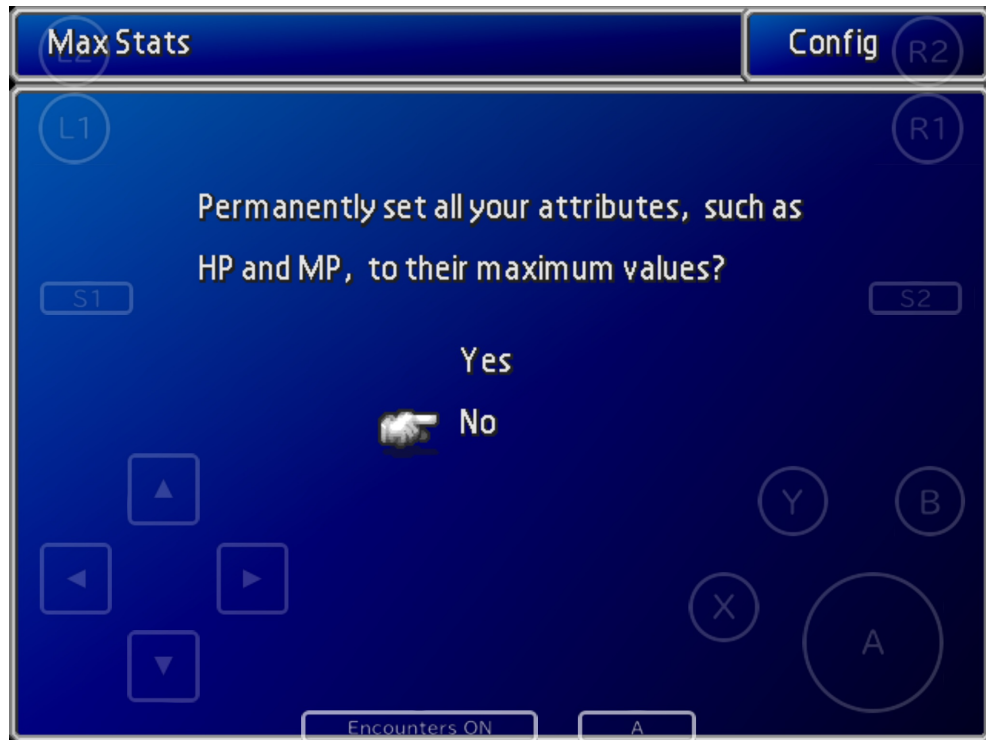 Max Stats
Config
L2
R2
L1
R1
Permanently set all your attributes, such as
HP and MP, to their maximum values?
S1
S2
Yes
No
Y
B
X
A
Encounters ON
A